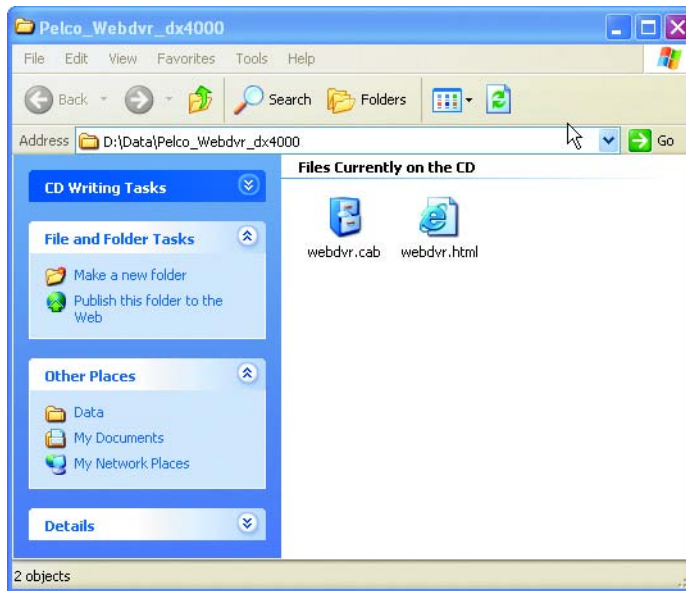 Pelco_Webdvr_dx4000
File Edit View Favorites Tools Help
Back Search Folders
Address D:\Data\Pelco_Webdvr_dx4000 Go
CD Writing Tasks
File and Folder Tasks
Make a new folder
Publish this folder to the
Web
Other Places
Data
My Documents
My Network Places
Details
Files Currently on the CD
webdvr.cab webdvr.html
2 objects